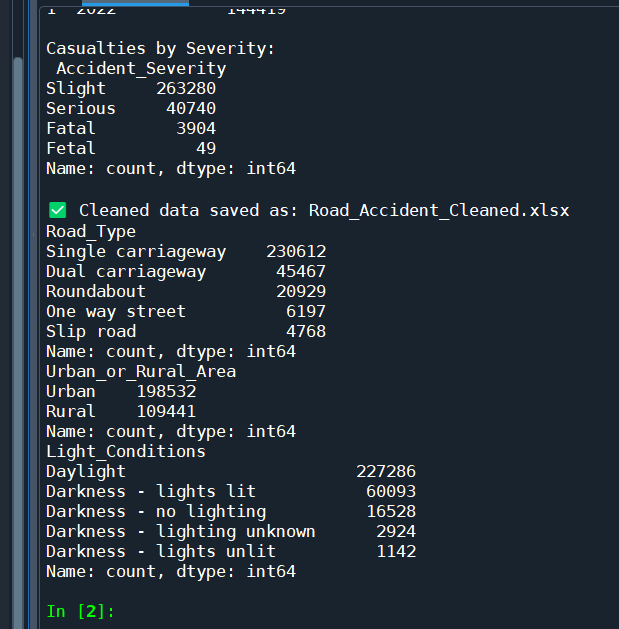 1 2022 144419
Casualties by Severity:
Accident_Severity
Slight 263280
Serious 40740
Fatal 3904
Fetal 49
Name: count, dtype: int64
✅ Cleaned data saved as: Road_Accident_Cleaned.xlsx
Road_Type
Single carriageway 230612
Dual carriageway 45467
Roundabout 20929
One way street 6197
Slip road 4768
Name: count, dtype: int64
Urban_or_Rural_Area
Urban 198532
Rural 109441
Name: count, dtype: int64
Light_Conditions
Daylight 227286
Darkness - lights lit 60093
Darkness - no lighting 16528
Darkness - lighting unknown 2924
Darkness - lights unlit 1142
Name: count, dtype: int64
In [2]: